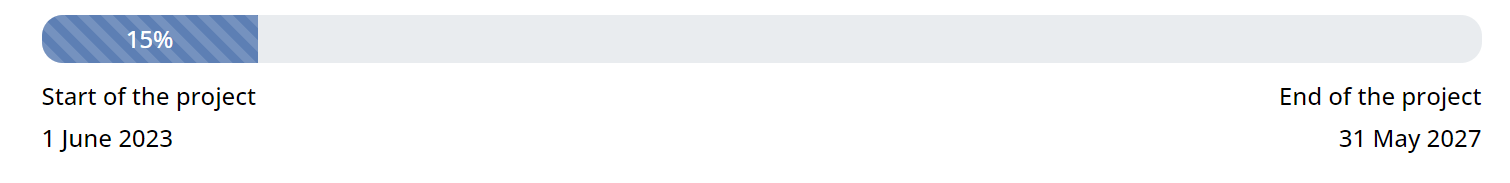 15%
Start of the project
End of the project
1 June 2023
31 May 2027